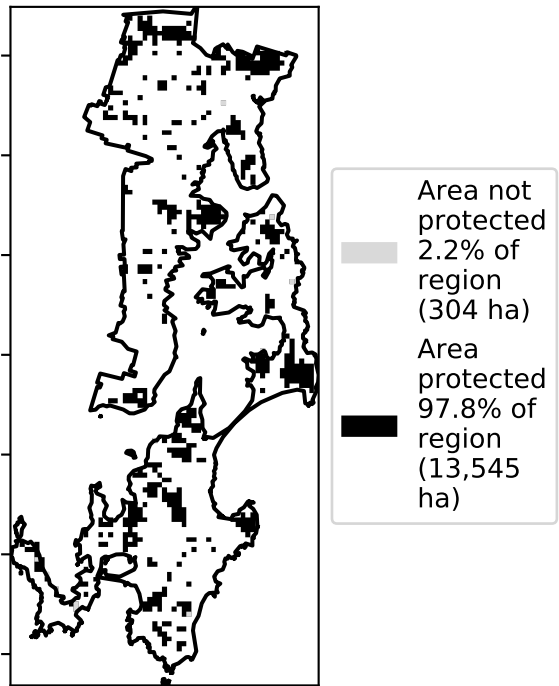 Area not
protected
2.2% of
region
(304 ha)
Area
protected
97.8% of
region
(13,545
ha)